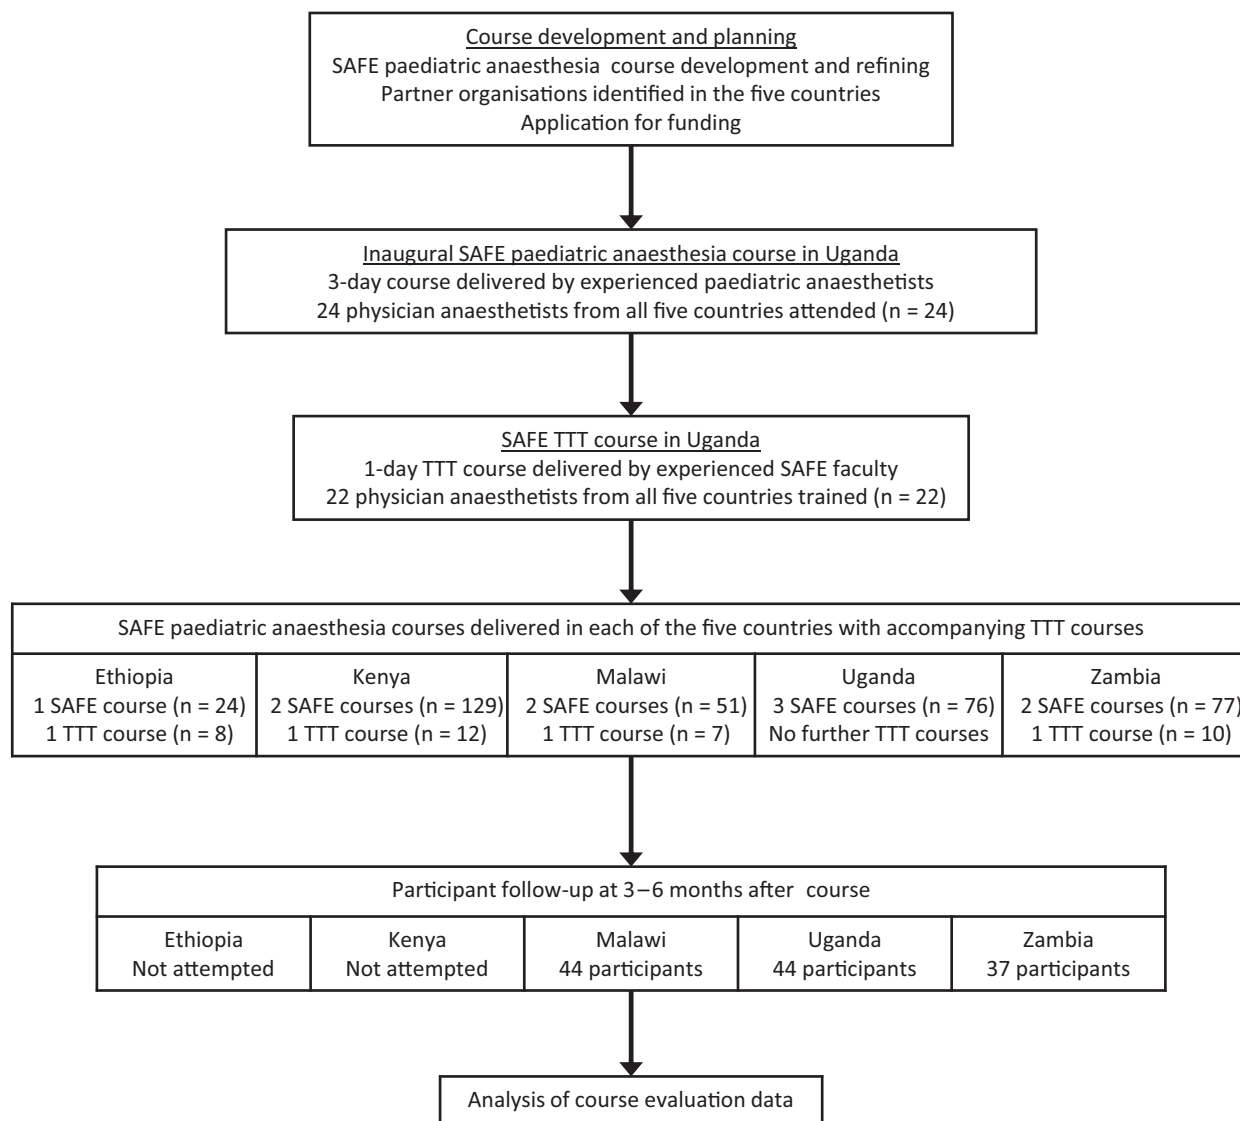 Course development and planning
SAFE paediatric anaesthesia course development and refining
Partner organisations identified in the five countries
Application for funding
Inaugural SAFE paediatric anaesthesia course in Uganda
3-day course delivered by experienced paediatric anaesthetists
24 physician anaesthetists from all five countries attended (n = 24)
SAFE TTT course in Uganda
1-day TTT course delivered by experienced SAFE faculty
22 physician anaesthetists from all five countries trained (n = 22)
SAFE paediatric anaesthesia courses delivered in each of the five countries with accompanying TTT courses
Ethiopia
1 SAFE course (n = 24)
1 TTT course (n = 8)
Kenya
2 SAFE courses (n = 129)
1 TTT course (n = 12)
Malawi
2 SAFE courses (n = 51)
1 TTT course (n = 7)
Uganda
3 SAFE courses (n = 76)
No further TTT courses
Zambia
2 SAFE courses (n = 77)
1 TTT course (n = 10)
Participant follow-up at 3–6 months after course
Ethiopia
Not attempted
Kenya
Not attempted
Malawi
44 participants
Uganda
44 participants
Zambia
37 participants
Analysis of course evaluation data